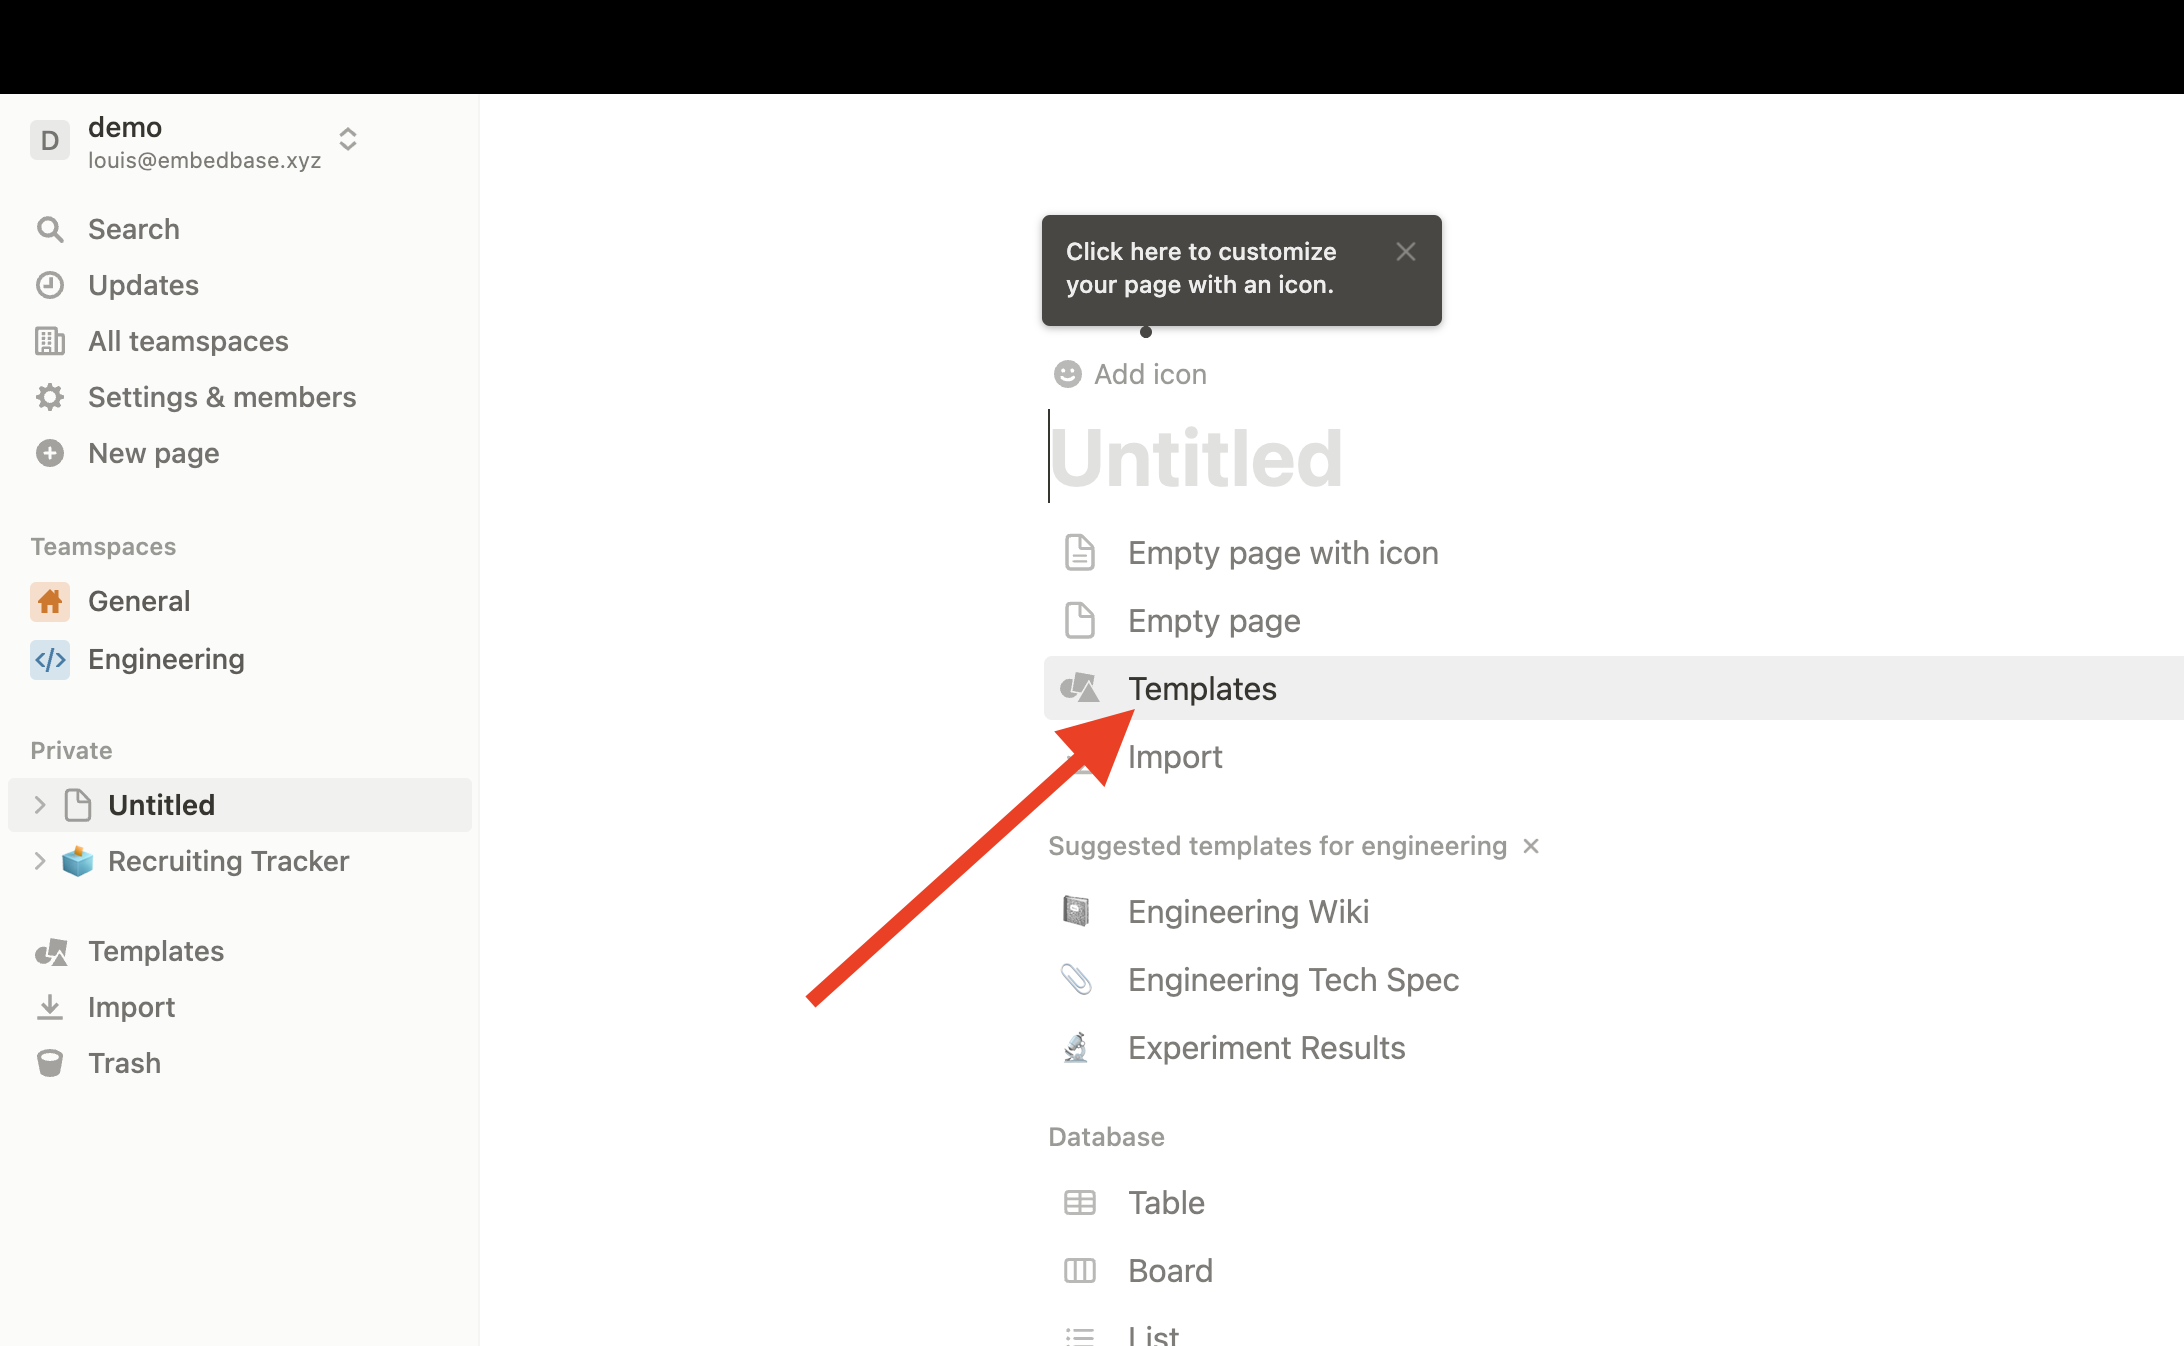 D
demo
louis@embedbase.xyz
Search
Updates
All teamspaces
Settings & members
New page
Teamspaces
General
Engineering
Private
Untitled
Recruiting Tracker
Templates
Import
Trash
Click here to customize
your page with an icon.
Add icon
Untitled
Empty page with icon
Empty page
Templates
Import
Suggested templates for engineering
Engineering Wiki
Engineering Tech Spec
Experiment Results
Database
Table
Board
List